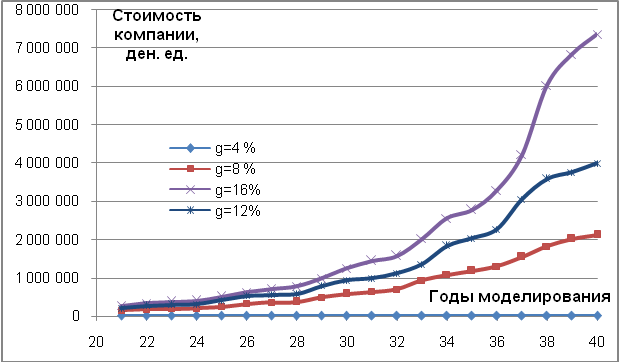 Стоимость
компании,
ден. ед.
8 000 000
7 000 000
6 000 000
5 000 000
4 000 000
3 000 000
2 000 000
1 000 000
0
g=4 %
g=8 %
g=16%
g=12%
Годы моделирования
20 22 24 26 28 30 32 34 36 38 40